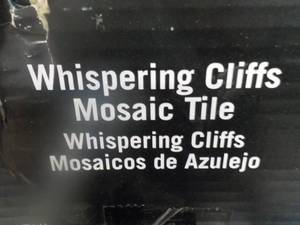 Whispering Cliffs
Mosaic Tile
Whispering Cliffs
Mosaicos de Azulejo